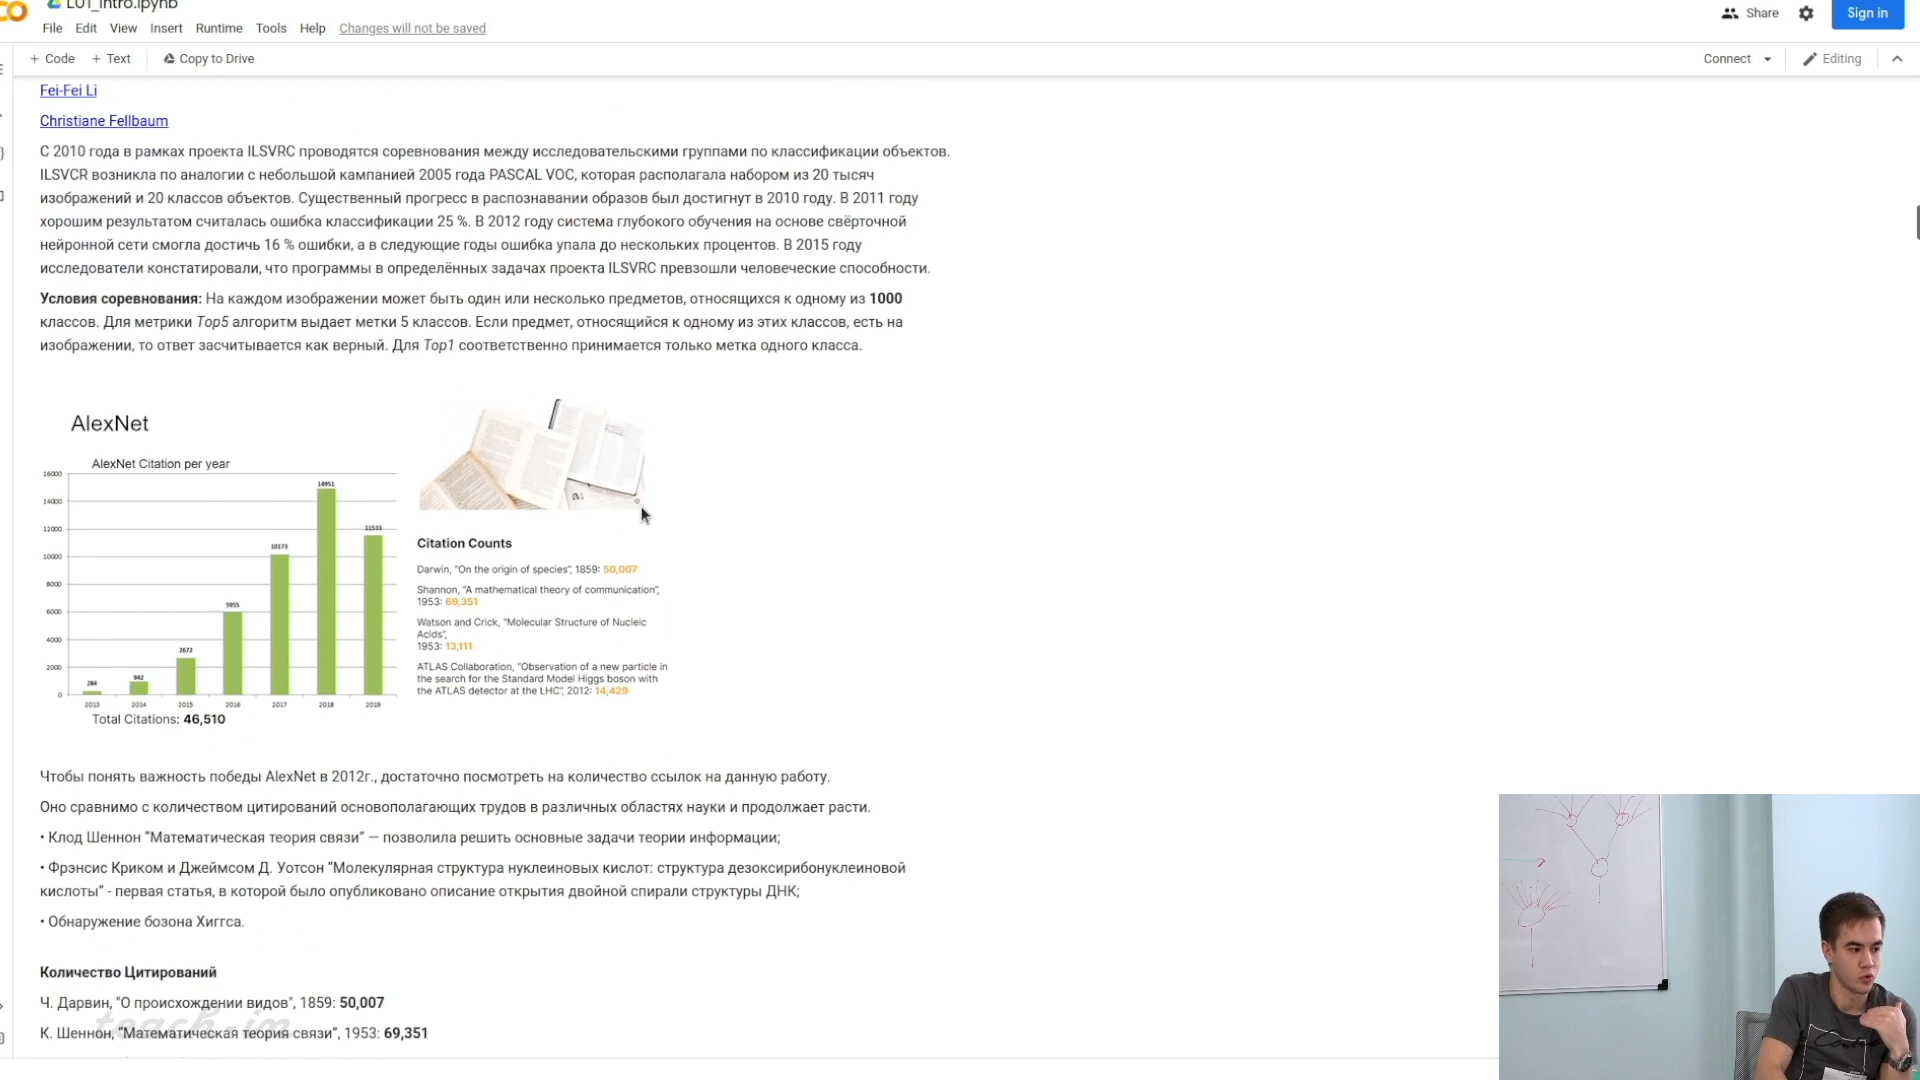 L01_Intro.ipynb
File Edit View Insert Runtime Tools Help Changes will not be saved
Share
Sign in
+ Code + Text Copy to Drive
Connect
Editing
Fei-Fei Li
Christiane Fellbaum
С 2010 года в рамках проекта ILSVRC проводятся соревнования между исследовательскими группами по классификации объектов.
ILSVCR возникла по аналогии с небольшой кампанией 2005 года PASCAL VOC, которая располагала набором из 20 тысяч
изображений и 20 классов объектов. Существенный прогресс в распознавании образов был достигнут в 2010 году. В 2011 году
хорошим результатом считалась ошибка классификации 25 %. В 2012 году система глубокого обучения на основе свёрточной
нейронной сети смогла достичь 16 % ошибки, а в следующие годы ошибка упала до нескольких процентов. В 2015 году
исследователи констатировали, что программы в определённых задачах проекта ILSVRC превзошли человеческие способности.
Условия соревнования: На каждом изображении может быть один или несколько предметов, относящихся к одному из 1000
классов. Для метрики Top5 алгоритм выдает метки 5 классов. Если предмет, относящийся к одному из этих классов, есть на
изображении, то ответ засчитывается как верный. Для Top1 соответственно принимается только метка одного класса.
AlexNet
AlexNet Citation per year
16000
14000
12000
10000
8000
6000
4000
2000
0
284
942
2672
5955
10173
14951
11533
2013 2014 2015 2016 2017 2018 2019
Total Citations: 46,510
Citation Counts
Darwin, “On the origin of species”, 1859: 50,007
Shannon, “A mathematical theory of communication”,
1953: 69,351
Watson and Crick, “Molecular Structure of Nucleic
Acids”,
1953: 13,111
ATLAS Collaboration, “Observation of a new particle in
the search for the Standard Model Higgs boson with
the ATLAS detector at the LHC”, 2012: 14,429
Чтобы понять важность победы AlexNet в 2012г., достаточно посмотреть на количество ссылок на данную работу.
Оно сравнимо с количеством цитирований основополагающих трудов в различных областях науки и продолжает расти.
• Клод Шеннон “Математическая теория связи” — позволила решить основные задачи теории информации;
• Фрэнсис Криком и Джеймсом Д. Уотсон “Молекулярная структура нуклеиновых кислот: структура дезоксирибонуклеиновой
кислоты” - первая статья, в которой было опубликовано описание открытия двойной спирали структуры ДНК;
• Обнаружение бозона Хиггса.
Количество Цитирований
Ч. Дарвин, "О происхождении видов", 1859: 50,007
teach-in
К. Шеннон, “Математическая теория связи”, 1953: 69,351